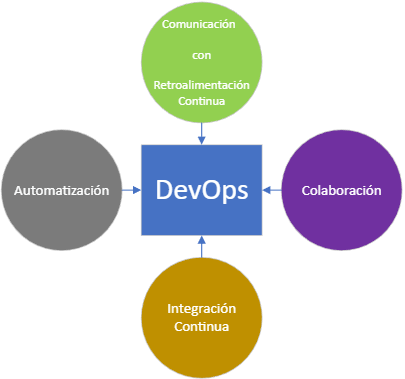 Comunicación
con
Retroalimentación
Continua
Automatización
DevOps
Colaboración
Integración
Continua